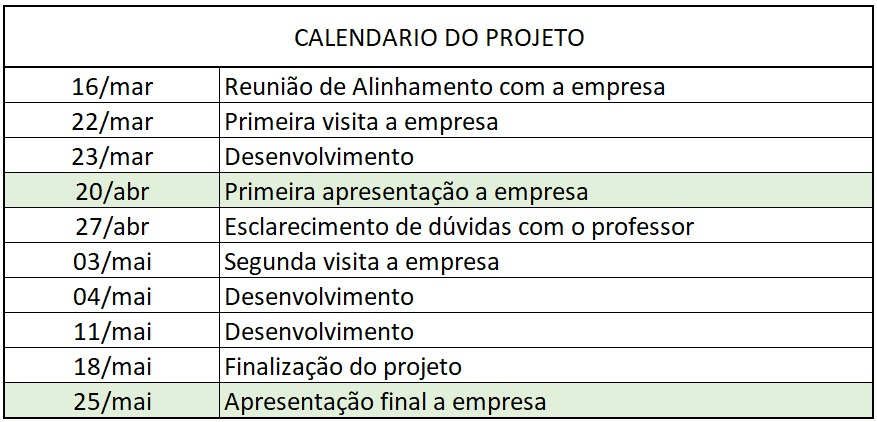 CALENDARIO DO PROJETO
16/mar Reunião de Alinhamento com a empresa
22/mar Primeira visita a empresa
23/mar Desenvolvimento
20/abr Primeira apresentação a empresa
27/abr Esclarecimento de dúvidas com o professor
03/mai Segunda visita a empresa
04/mai Desenvolvimento
11/mai Desenvolvimento
18/mai Finalização do projeto
25/mai Apresentação final a empresa